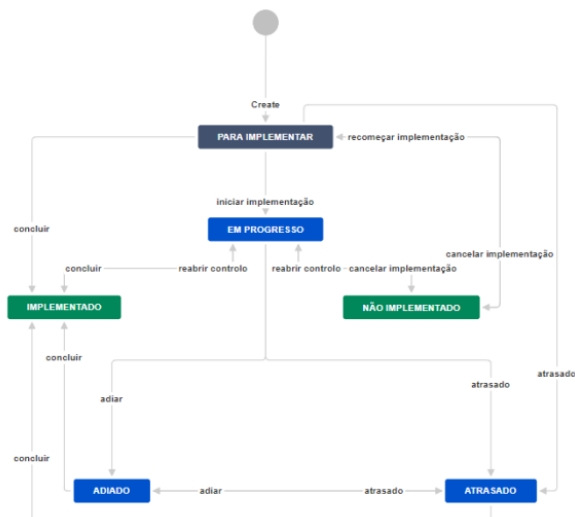 Create
PARA IMPLEMENTAR
recomeçar implementação
iniciar implementação
concluir
EM PROGRESSO
cancelar implementação
concluir
reabrir controlo
reabrir controlo
cancelar implementação
IMPLEMENTADO
NÃO IMPLEMENTADO
concluir
atrasado
atrasado
adiar
concluir
ADIADO
adiar
atrasado
ATRASADO